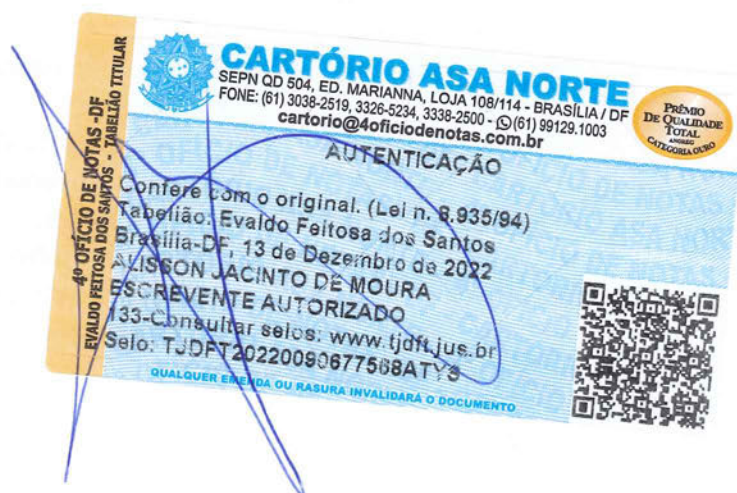 CARTÓRIO ASA NORTE
SEPN QD 504, ED. MARIANNA, LOJA 108/114 - BRASÍLIA / DF
FONE: (61) 3038-2519, 3326-5234, 3338-2500 - (61) 99129.1003
cartorio@4oficiodenotas.com.br
PRÊMIO
DE QUALIDADE
TOTAL
ANOREG
CATEGORIA OURO
4º OFÍCIO DE NOTAS -DF
EVALDO FEITOSA DOS SANTOS - TABELIÃO TITULAR
AUTENTICAÇÃO
Confere com o original. (Lei n. 8.935/94)
Tabelião: Evaldo Feitosa dos Santos
Brasília-DF, 13 de Dezembro de 2022
ALISSON JACINTO DE MOURA
ESCREVENTE AUTORIZADO
133-Consultar selos: www.tjdft.jus.br
Selo: TJDFT20220090677568ATYS
QUALQUER EMENDA OU RASURA INVALIDARÁ O DOCUMENTO